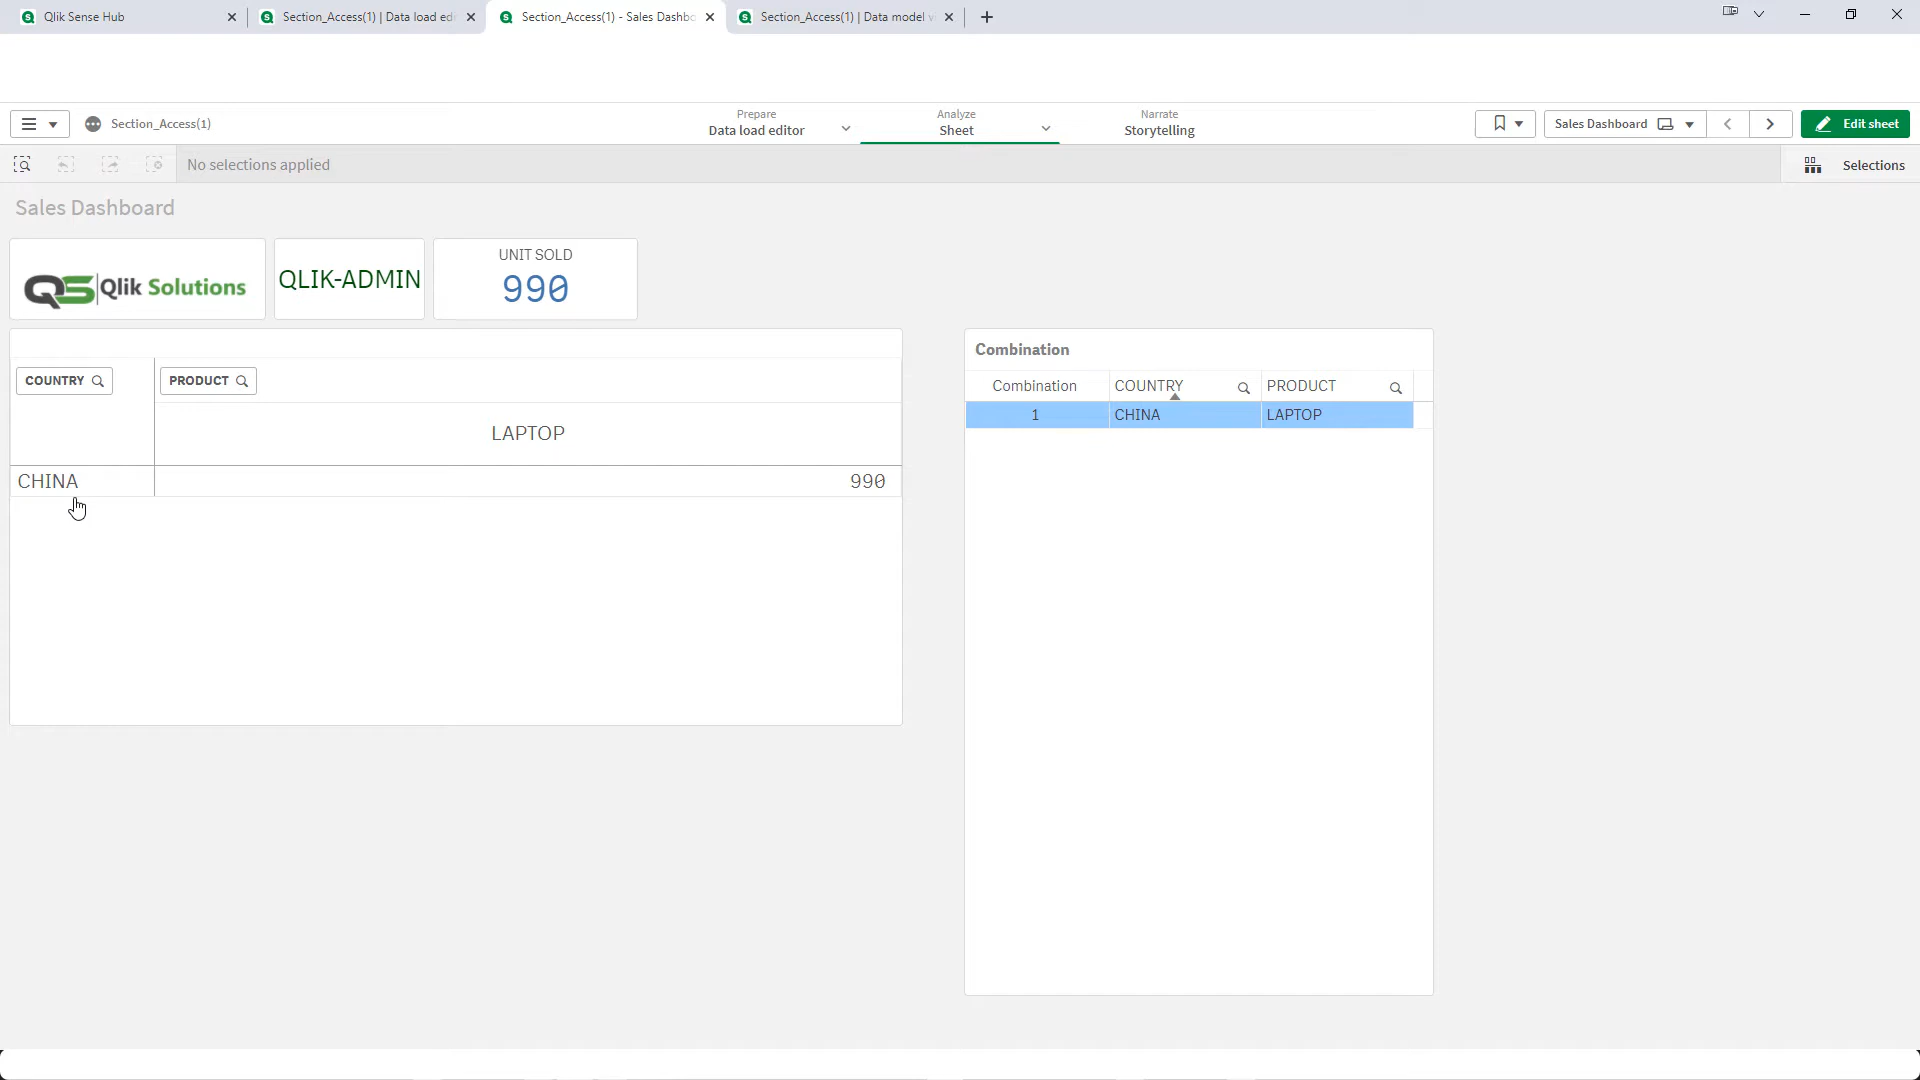 Qlik Sense Hub
Section_Access(1) | Data load edi
Section_Access(1) - Sales Dashbo
Section_Access(1) | Data model v
Section_Access(1)
Prepare
Data load editor
Analyze
Sheet
Narrate
Storytelling
Sales Dashboard
Edit sheet
No selections applied
Selections
Sales Dashboard
QS Qlik Solutions
QLIK-ADMIN
UNIT SOLD
990
COUNTRY
PRODUCT
LAPTOP
CHINA 990
Combination
Combination COUNTRY PRODUCT
1 CHINA LAPTOP